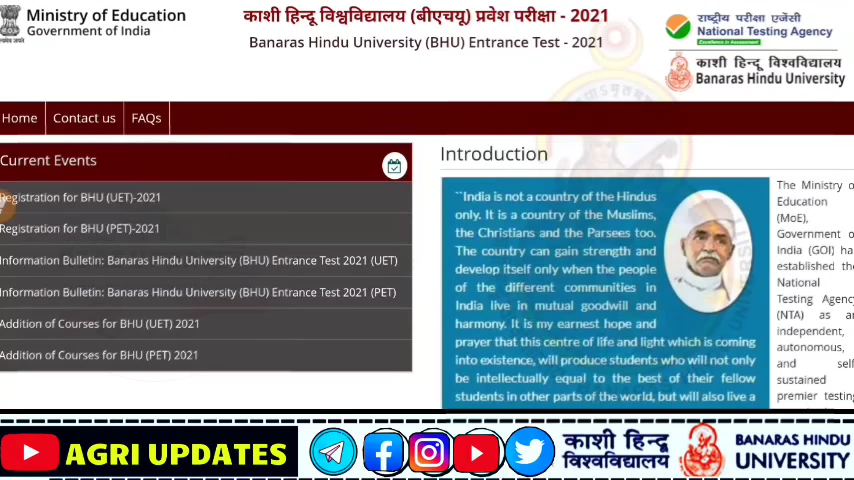 Ministry of Education
Government of India
काशी हिन्दू विश्वविद्यालय (बीएचयू) प्रवेश परीक्षा - 2021
Banaras Hindu University (BHU) Entrance Test - 2021
राष्ट्रीय परीक्षा एजेंसी
National Testing Agency
Excellence in Assessment
काशी हिन्दू विश्वविद्यालय
Banaras Hindu University
Home
Contact us
FAQs
Current Events
Registration for BHU (UET)-2021
Registration for BHU (PET)-2021
Information Bulletin: Banaras Hindu University (BHU) Entrance Test 2021 (UET)
Information Bulletin: Banaras Hindu University (BHU) Entrance Test 2021 (PET)
Addition of Courses for BHU (UET) 2021
Addition of Courses for BHU (PET) 2021
Introduction
``India is not a country of the Hindus
only. It is a country of the Muslims,
the Christians and the Parsees too.
The country can gain strength and
develop itself only when the people
of the different communities in
India live in mutual goodwill and
harmony. It is my earnest hope and
prayer that this centre of life and light which is coming
into existence, will produce students who will not only
be intellectually equal to the best of their fellow
students in other parts of the world, but will also live a
The Ministry o
Education
(MoE),
Government o
India (GOI) ha
established the
National
Testing Agency
(NTA) as an
independent,
autonomous,
and self
sustained
premier testing
AGRI UPDATES
काशी हिन्दू
विश्वविद्यालय
BANARAS HINDU
UNIVERSITY